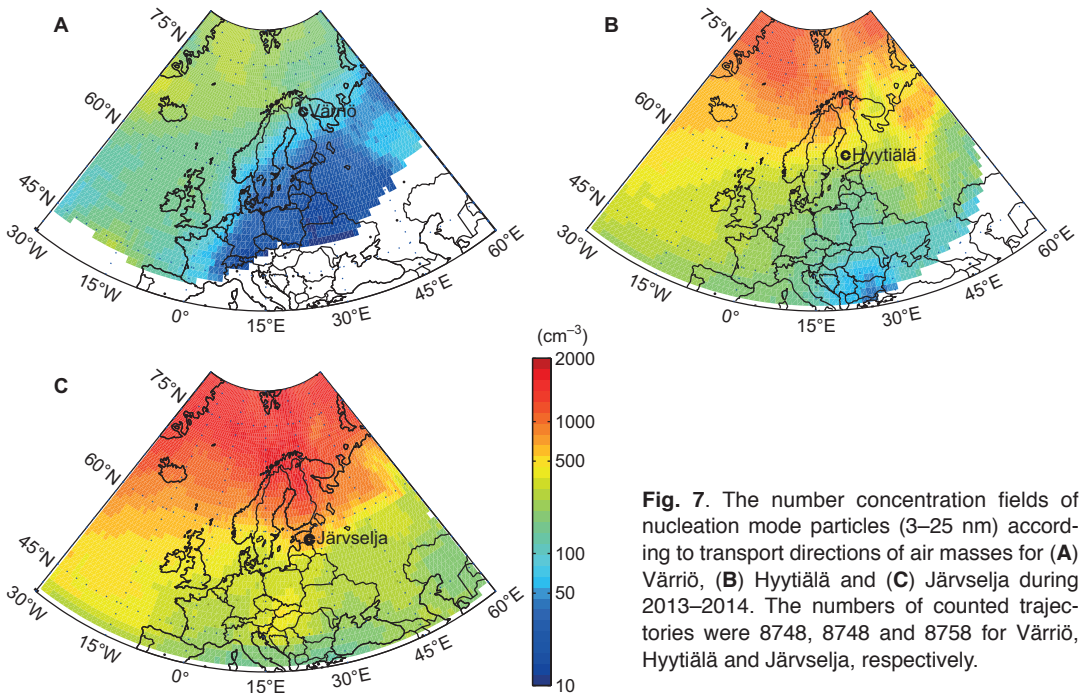 A
75°N
60°N
45°N
30°W
15°W
0°
15°E
30°E
45°E
60°E
Värriö
B
75°N
60°N
45°N
30°W
15°W
0°
15°E
30°E
45°E
60°E
Hyytiälä
C
75°N
60°N
45°N
30°W
15°W
0°
15°E
30°E
45°E
60°E
Järvselja
(cm⁻³)
2000
1000
500
100
50
10
Fig. 7. The number concentration fields of
nucleation mode particles (3–25 nm) accord-
ing to transport directions of air masses for (A)
Värriö, (B) Hyytiälä and (C) Järvselja during
2013–2014. The numbers of counted trajec-
tories were 8748, 8748 and 8758 for Värriö,
Hyytiälä and Järvselja, respectively.